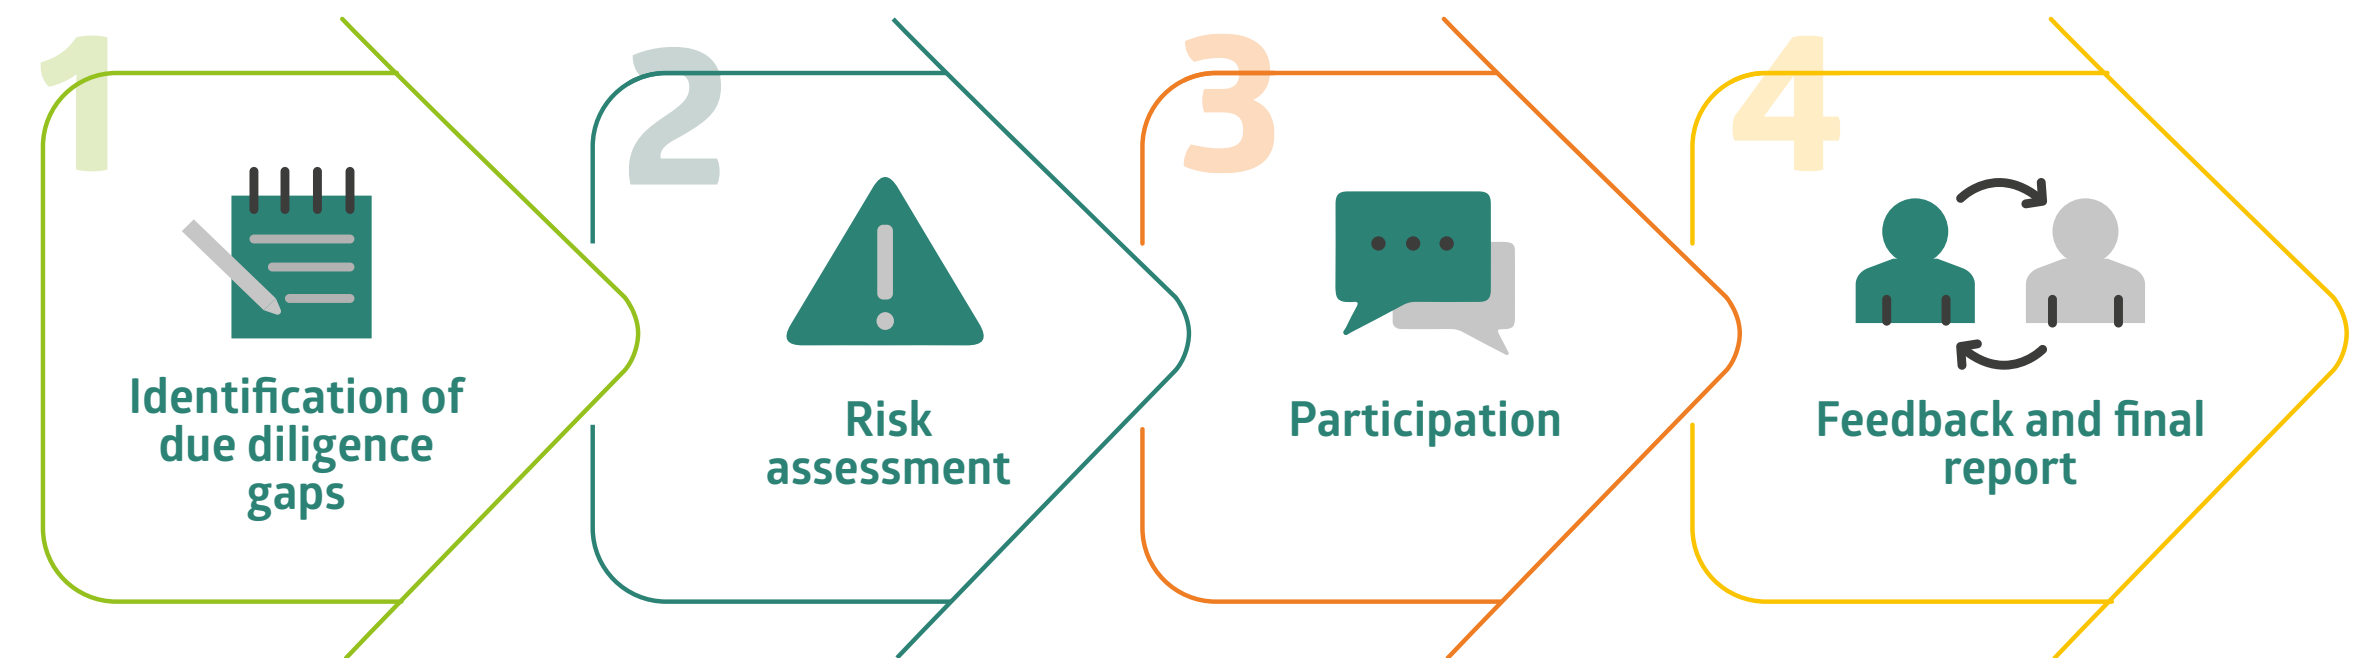 1
Identification of
due diligence
gaps
2
Risk
assessment
3
Participation
4
Feedback and final
report